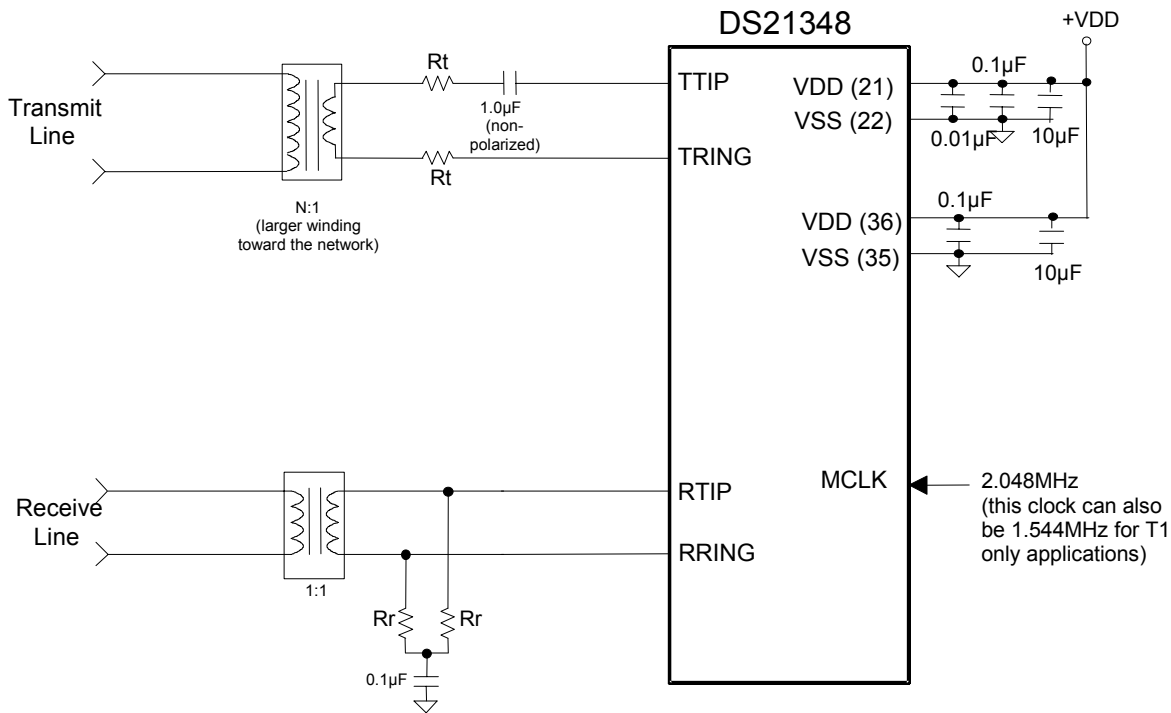 DS21348
+VDD
Transmit
Line
N:1
(larger winding
toward the network)
Rt
1.0µF
(non-
polarized)
Rt
TTIP
TRING
VDD (21)
VSS (22)
0.1µF
0.01µF
10µF
VDD (36)
VSS (35)
0.1µF
10µF
Receive
Line
1:1
Rr
Rr
0.1µF
RTIP
RRING
MCLK
2.048MHz
(this clock can also
be 1.544MHz for T1
only applications)